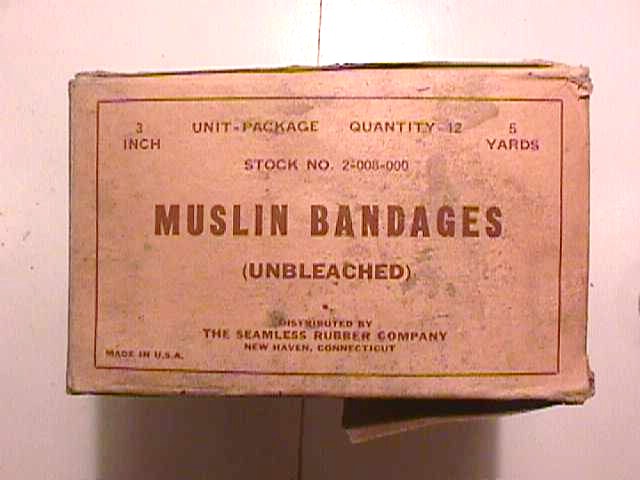 3 UNIT-PACKAGE QUANTITY-12 5
INCH YARDS
STOCK NO. 2-008-000
MUSLIN BANDAGES
(UNBLEACHED)
DISTRIBUTED BY
THE SEAMLESS RUBBER COMPANY
NEW HAVEN, CONNECTICUT
MADE IN U.S.A.